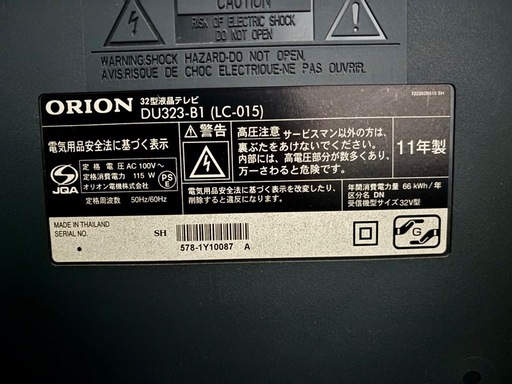 CAUTION
RISK OF ELECTRIC SHOCK
DO NOT OPEN
WARNING:SHOCK HAZARD-DO NOT OPEN.
AVIS:RISQUE DE CHOC ELECTRIQUE-NE PAS OUVRIR.
7222020B515 SH
ORION
32型液晶テレビ
DU323-B1 (LC-015)
電気用品安全法に基づく表示
JQA
定格電圧 AC 100V~
定格消費電力 115 W
オリオン電機株式会社
定格周波数 50Hz/60Hz
PSE
警告
高圧注意 サービスマン以外の方は、
裏ぶたをあけないでください。
内部には、高電圧部分が数多くあり、
万一さわると危険です。
電気用品安全法に基づく表示を改変したり、
削除すると違反になります。
11年製
年間消費電力量 66 kWh/年
区分名 DN
受信機型サイズ 32V型
MADE IN THAILAND
SERIAL NO.
SH
578-1Y10087 A
G